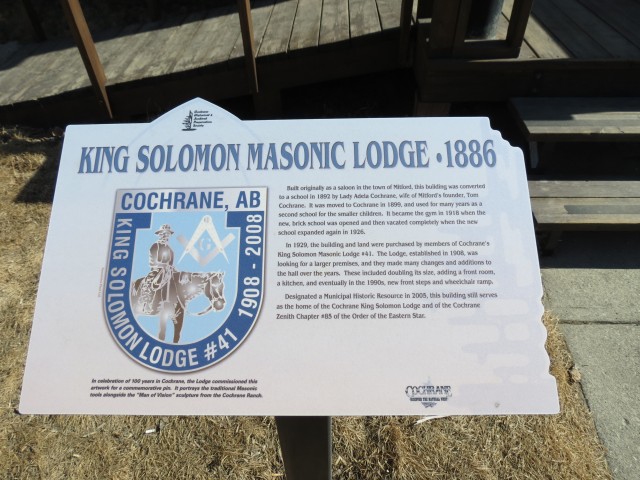 Cochrane
Historical &
Archival
Preservation
Society
KING SOLOMON MASONIC LODGE • 1886
COCHRANE, AB
KING SOLOMON LODGE #41
1908 - 2008
G
Built originally as a saloon in the town of Mitford, this building was converted
to a school in 1892 by Lady Adela Cochrane, wife of Mitford's founder, Tom
Cochrane. It was moved to Cochrane in 1899, and used for many years as a
second school for the smaller children. It became the gym in 1918 when the
new, brick school was opened and then vacated completely when the new
school expanded again in 1926.
In 1929, the building and land were purchased by members of Cochrane's
King Solomon Masonic Lodge #41. The Lodge, established in 1908, was
looking for a larger premises, and they made many changes and additions to
the hall over the years. These included doubling its size, adding a front room,
a kitchen, and eventually in the 1990s, new front steps and wheelchair ramp.
Designated a Municipal Historic Resource in 2005, this building still serves
as the home of the Cochrane King Solomon Lodge and of the Cochrane
Zenith Chapter #85 of the Order of the Eastern Star.
In celebration of 100 years in Cochrane, the Lodge commissioned this
artwork for a commemorative pin. It portrays the traditional Masonic
tools alongside the "Man of Vision" sculpture from the Cochrane Ranch.
COCHRANE